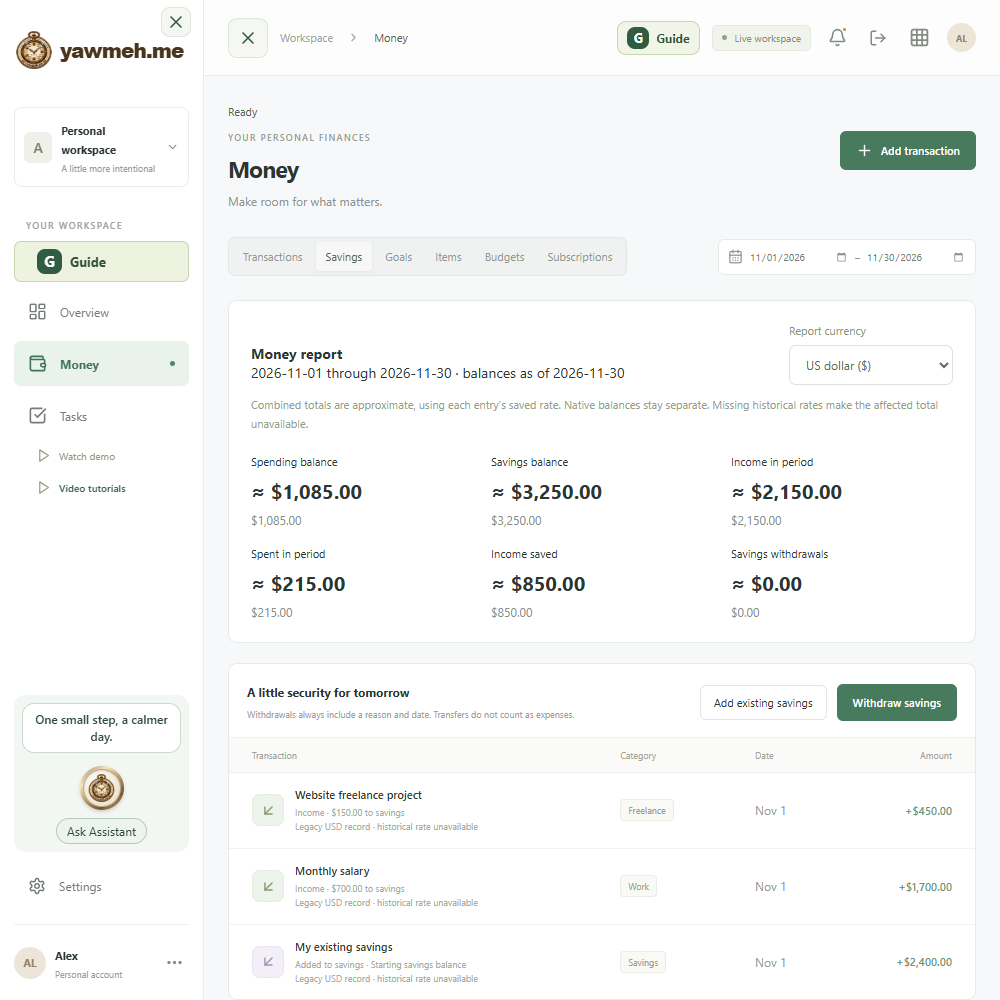 yawmeh.me
A
Personal
workspace
A little more intentional
YOUR WORKSPACE
G Guide
Overview
Money
Tasks
Watch demo
Video tutorials
One small step, a calmer
day.
Ask Assistant
Settings
AL
Alex
Personal account
Workspace > Money
G Guide
Live workspace
AL
Ready
YOUR PERSONAL FINANCES
Money
Make room for what matters.
+ Add transaction
Transactions Savings Goals Items Budgets Subscriptions
11/01/2026 – 11/30/2026
Report currency
US dollar ($)
Money report
2026-11-01 through 2026-11-30 · balances as of 2026-11-30
Combined totals are approximate, using each entry's saved rate. Native balances stay separate. Missing historical rates make the affected total
unavailable.
Spending balance Savings balance Income in period
≈ $1,085.00 ≈ $3,250.00 ≈ $2,150.00
$1,085.00 $3,250.00 $2,150.00
Spent in period Income saved Savings withdrawals
≈ $215.00 ≈ $850.00 ≈ $0.00
$215.00 $850.00 $0.00
A little security for tomorrow
Withdrawals always include a reason and date. Transfers do not count as expenses.
Add existing savings
Withdraw savings
Transaction Category Date Amount
Website freelance project
Income · $150.00 to savings
Legacy USD record · historical rate unavailable
Freelance Nov 1 +$450.00
Monthly salary
Income · $700.00 to savings
Legacy USD record · historical rate unavailable
Work Nov 1 +$1,700.00
My existing savings
Added to savings · Starting savings balance
Legacy USD record · historical rate unavailable
Savings Nov 1 +$2,400.00